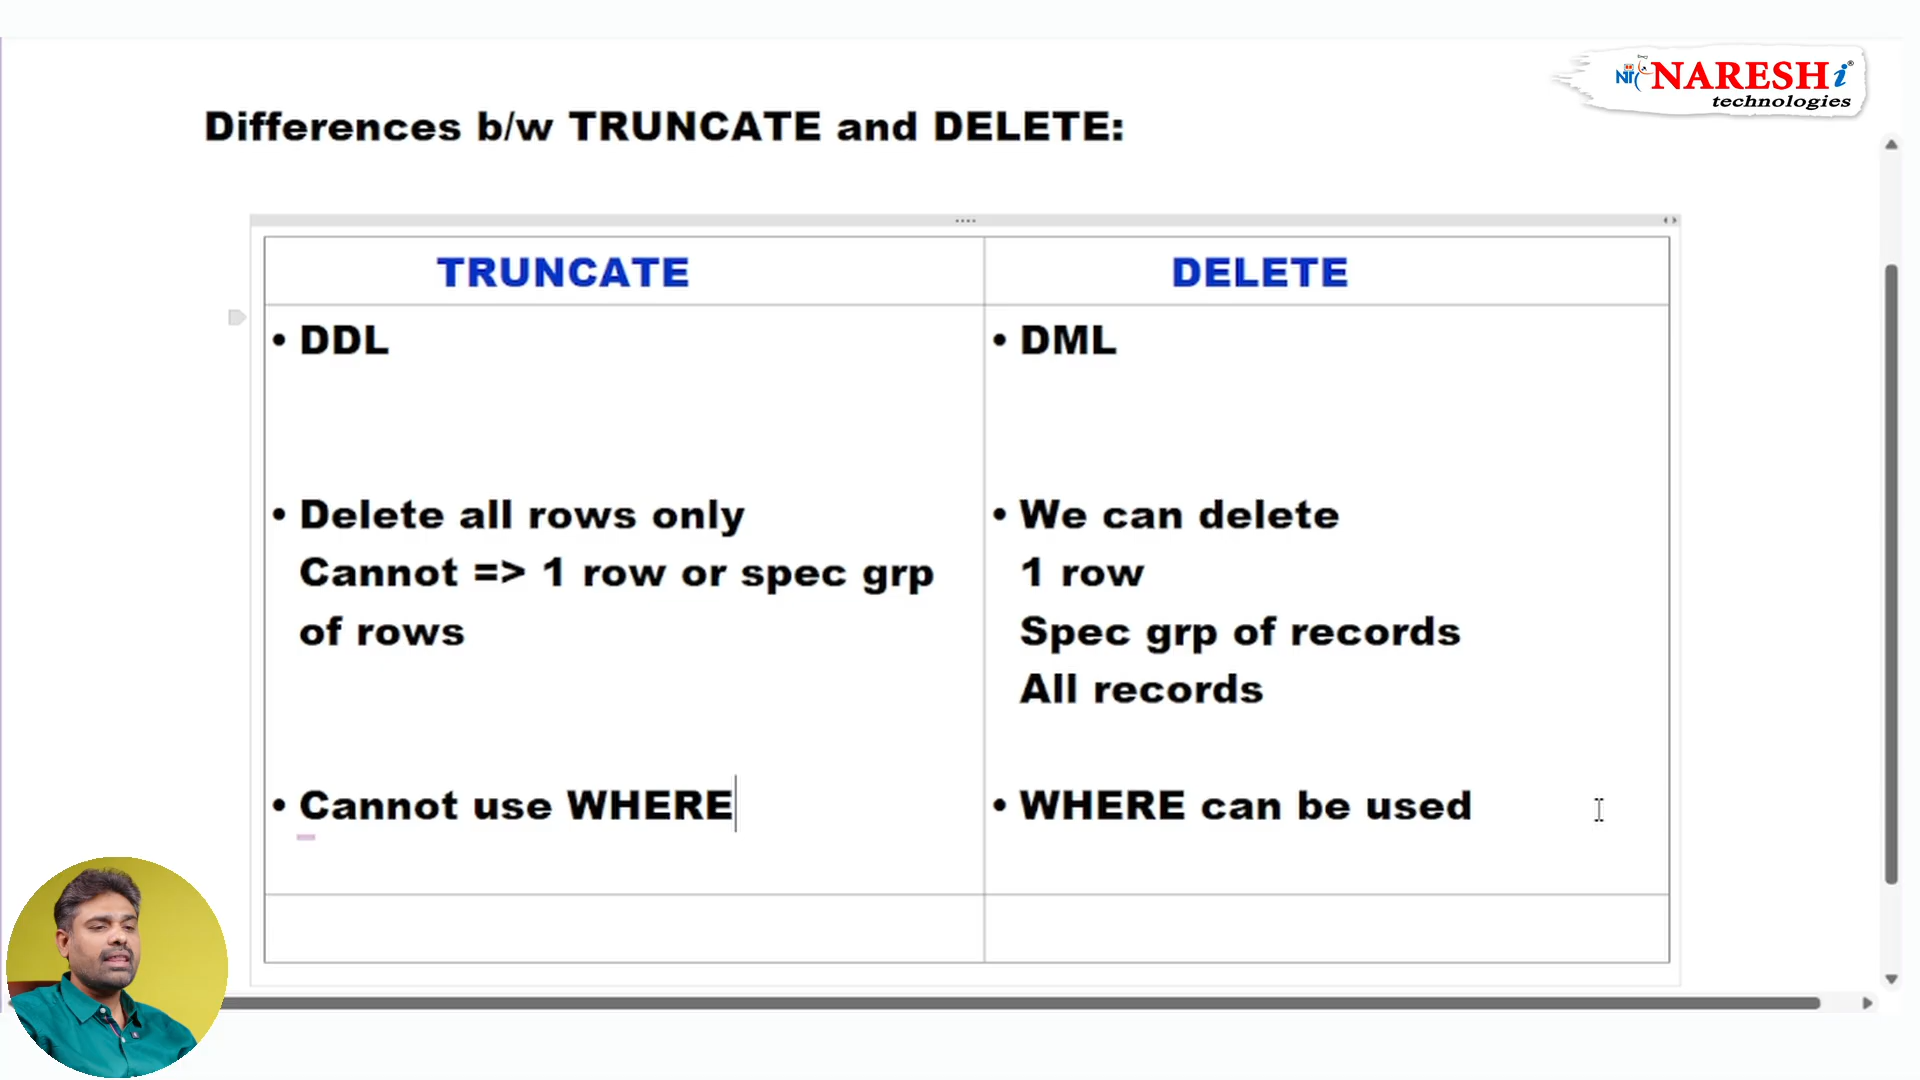 NARESH i
technologies
Differences b/w TRUNCATE and DELETE:
TRUNCATE
DELETE
• DDL
• DML
• Delete all rows only
Cannot => 1 row or spec grp
of rows
• We can delete
1 row
Spec grp of records
All records
• Cannot use WHERE
• WHERE can be used